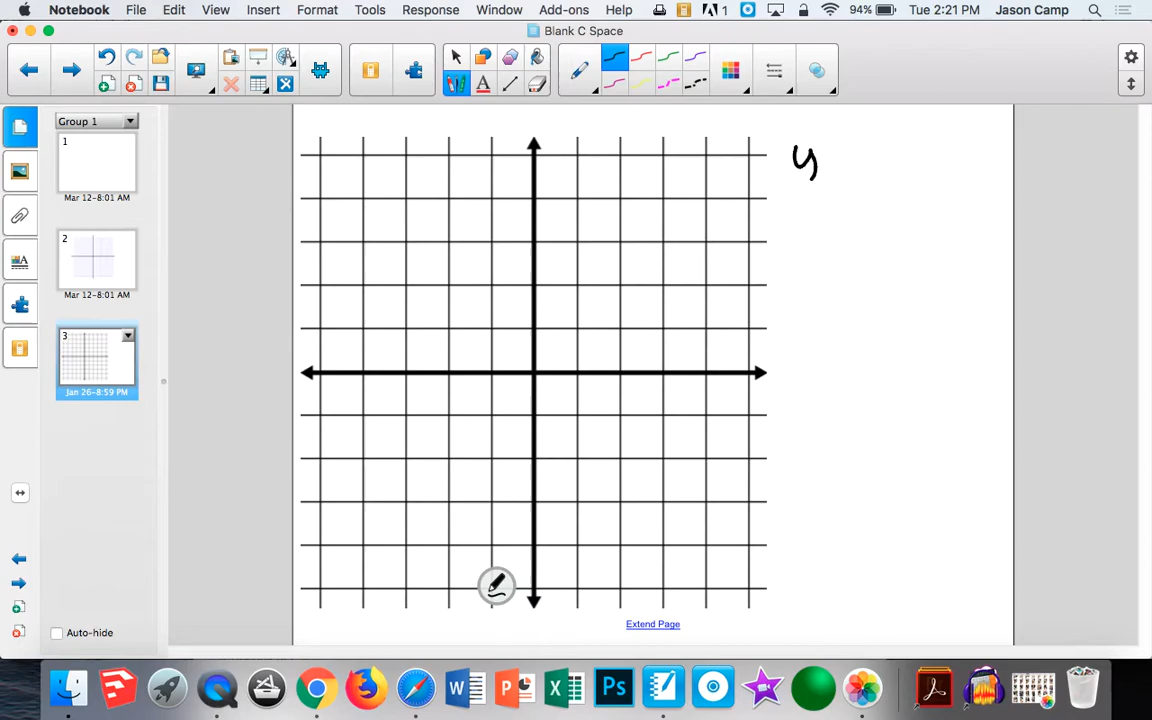 Notebook File Edit View Insert Format Tools Response Window Add-ons Help 1 94% Tue 2:21 PM Jason Camp
Blank C Space
A
Group 1
1
Mar 12-8:01 AM
2
Mar 12-8:01 AM
3
Jan 26-8:59 PM
y
Extend Page
Auto-hide
W P X Ps